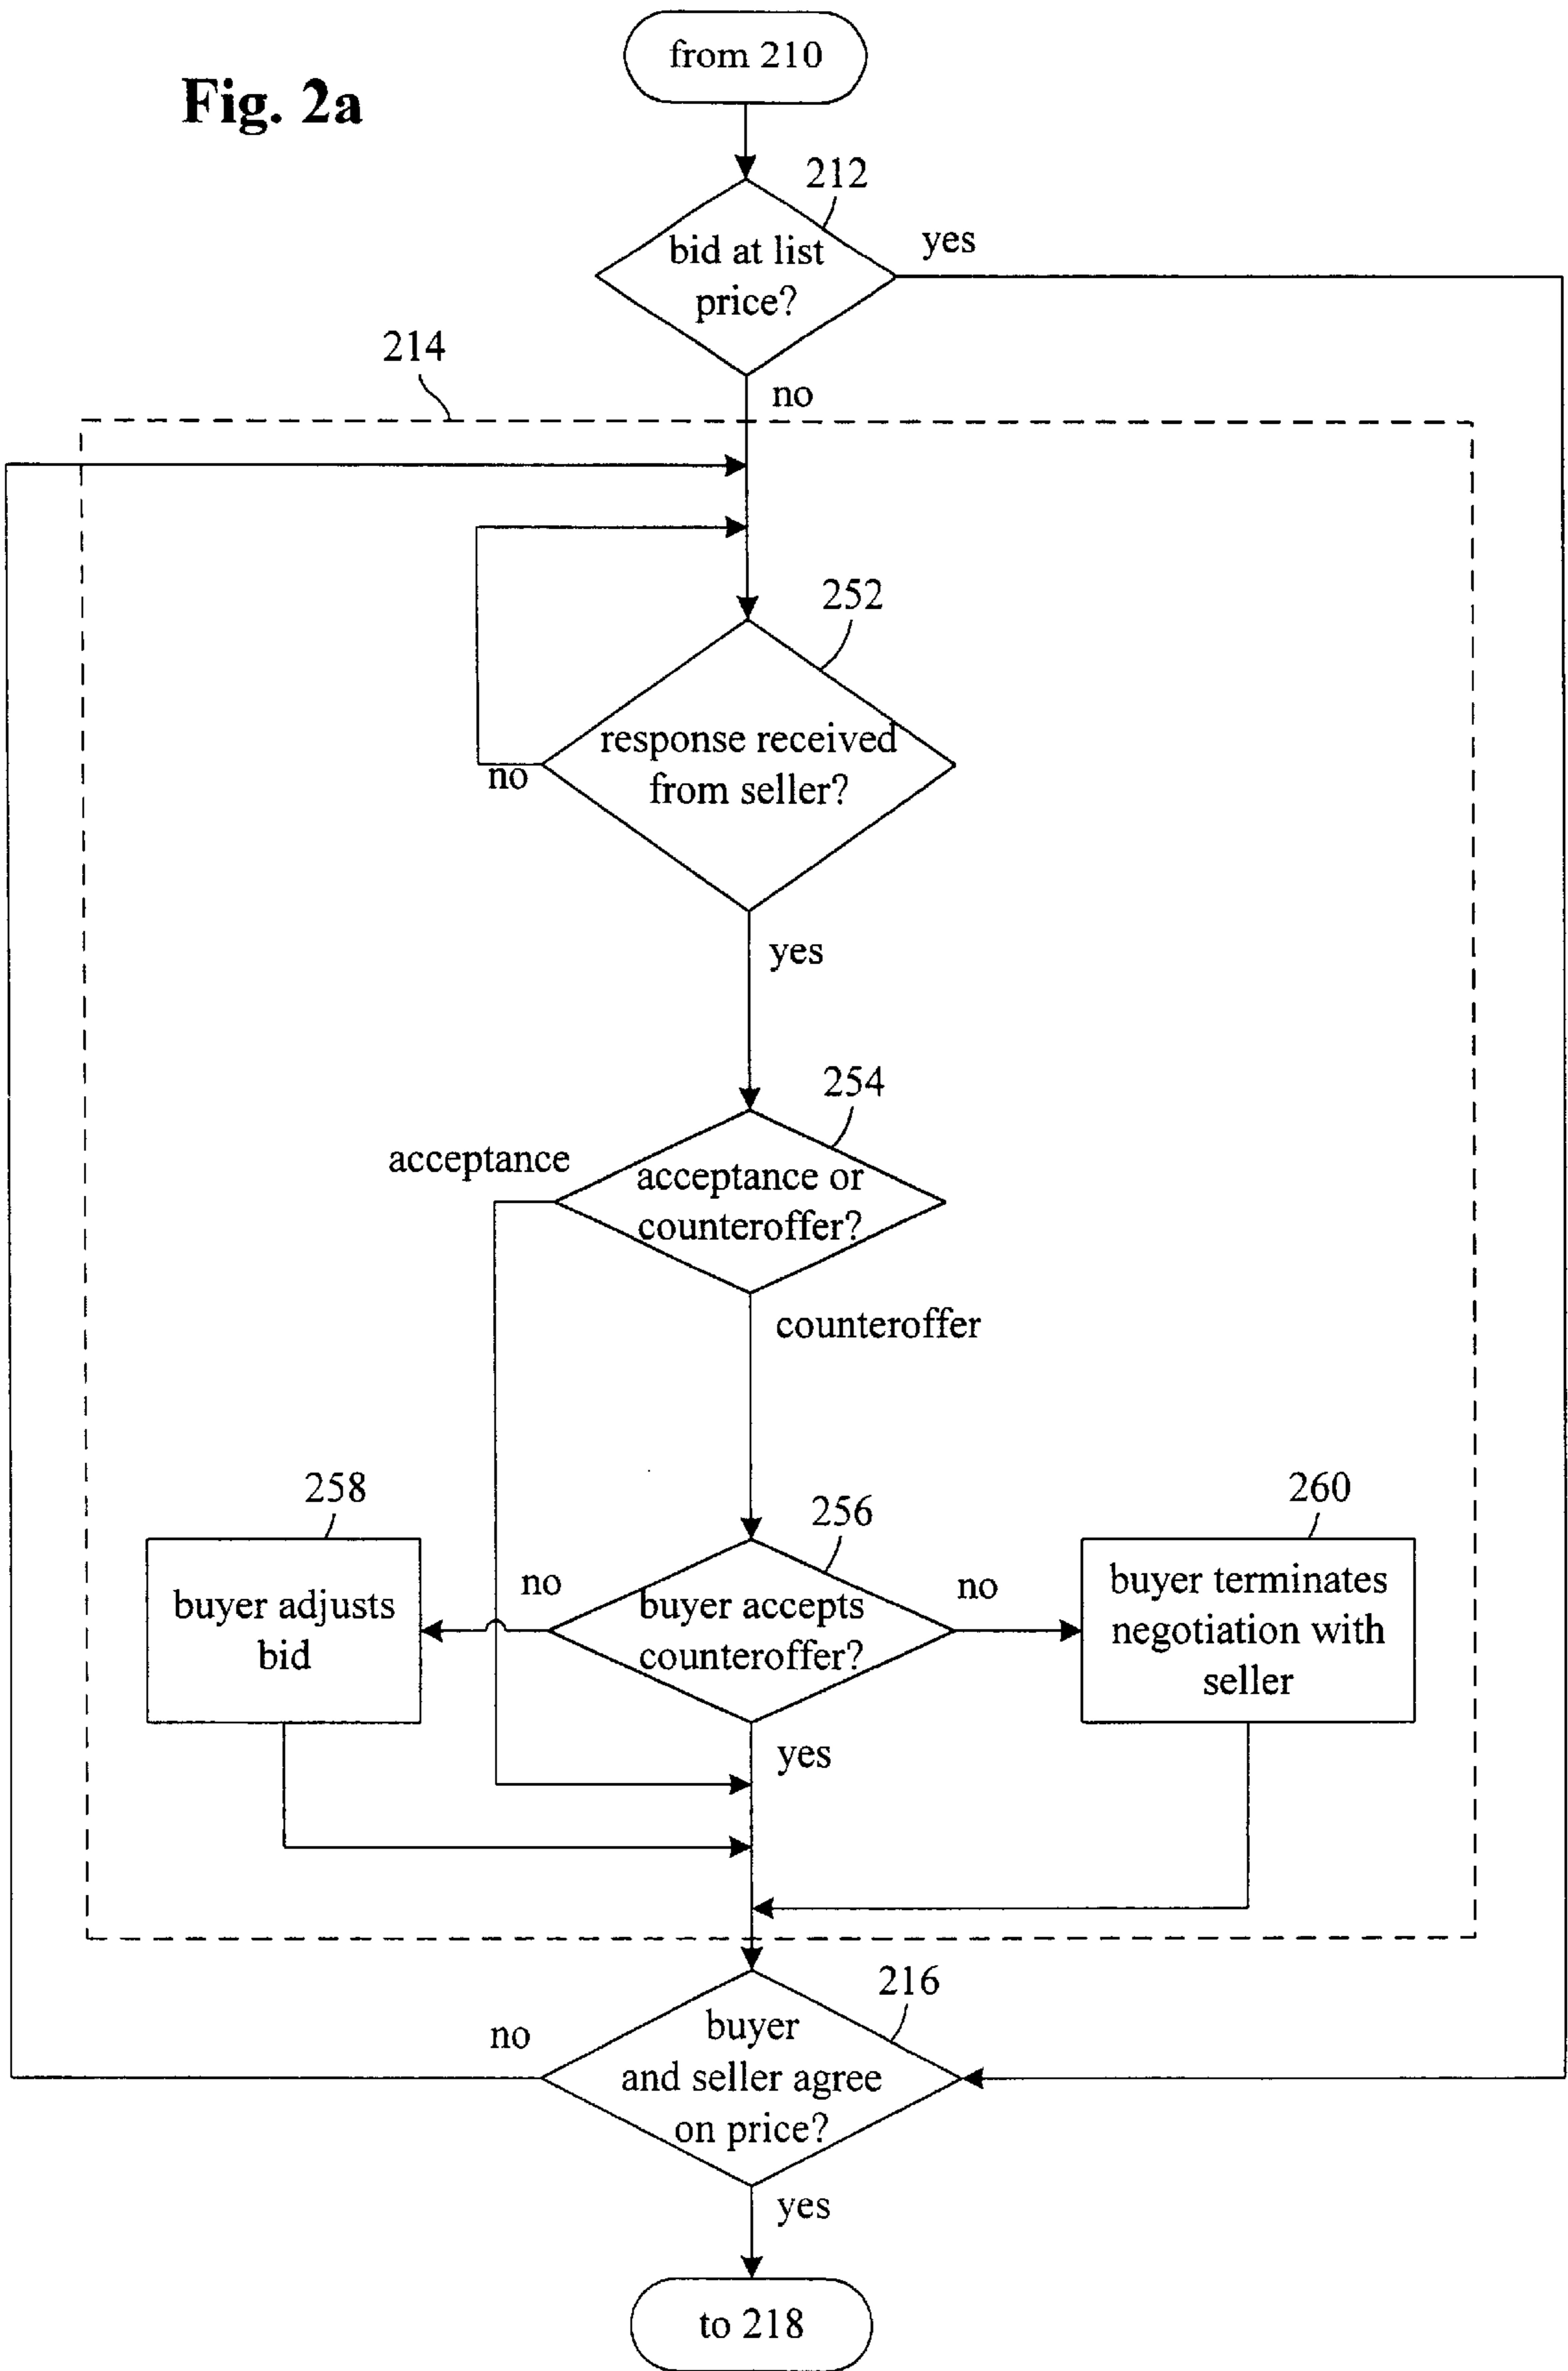 Fig. 2a
from 210
212
bid at list
price?
yes
no
214
252
response received
from seller?
no
yes
254
acceptance
acceptance or
counteroffer?
counteroffer
258
buyer adjusts
bid
no
256
buyer accepts
counteroffer?
no
260
buyer terminates
negotiation with
seller
yes
216
no
buyer
and seller agree
on price?
yes
to 218